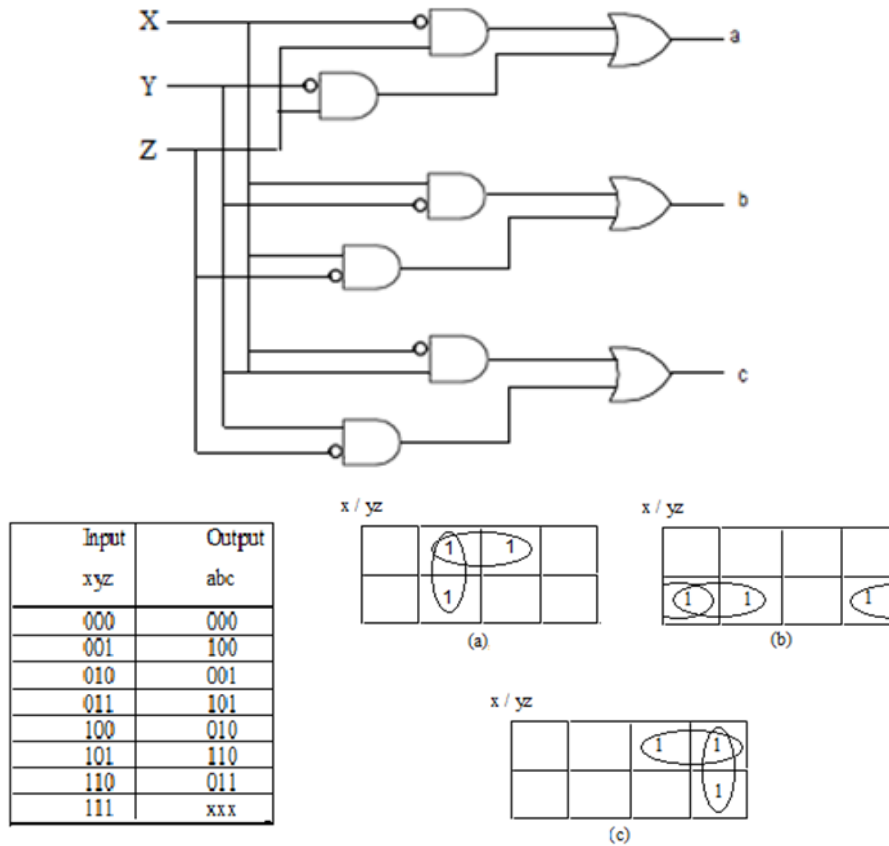 X
a
Y
Z
b
c
x / yz
x / yz
Input Output
xyz abc
000 000
001 100
010 001
011 101
100 010
101 110
110 011
111 xxx
1 1
1
(a)
1 1 1
(b)
x / yz
1 1
1
(c)